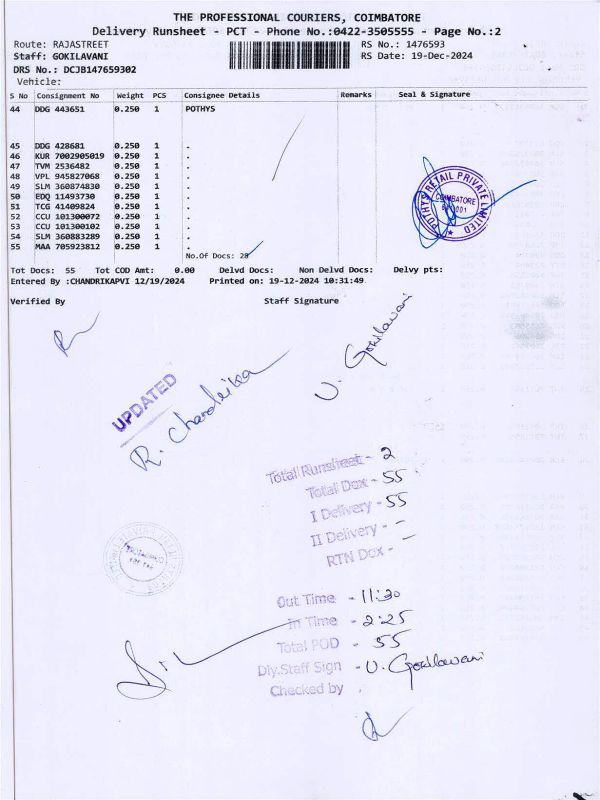 THE PROFESSIONAL COURIERS, COIMBATORE
Delivery Runsheet - PCT - Phone No.:0422-3505555 - Page No.:2
Route: RAJASTREET RS No.: 1476593
Staff: GOKILAVANI RS Date: 19-Dec-2024
DRS No.: DCJB147659302
Vehicle:
S No Consignment No Weight PCS Consignee Details Remarks Seal & Signature
44 DDG 443651 0.250 1 POTHYS
45 DDG 428681 0.250 1 .
46 KUR 7002905019 0.250 1 .
47 TVM 2536482 0.250 1 .
48 VPL 945827068 0.250 1 .
49 SLM 360874830 0.250 1 .
50 EDQ 11493730 0.250 1 .
51 TCG 41409824 0.250 1 .
52 CCU 101300072 0.250 1 .
53 CCU 101300102 0.250 1 .
54 SLM 360883289 0.250 1 .
55 MAA 705923812 0.250 1 .
POTHYS RETAIL PRIVATE LIMITED
COIMBATORE
No.Of Docs: 28
Tot Docs: 55 Tot COD Amt: 0.00 Delvd Docs: Non Delvd Docs: Delvy pts:
Entered By :CHANDRIKAPVI 12/19/2024 Printed on: 19-12-2024 10:31:49
Verified By Staff Signature
U. Gokilavani
UPDATED
R. Chandrika
Total Runsheet - 2
Total Dox - 55
I Delivery - 55
II Delivery - -
RTN Dox - -
Out Time - 11:30
In Time - 2:25
Total POD - 55
Dly.Staff Sign - U. Gokilavani
Checked by